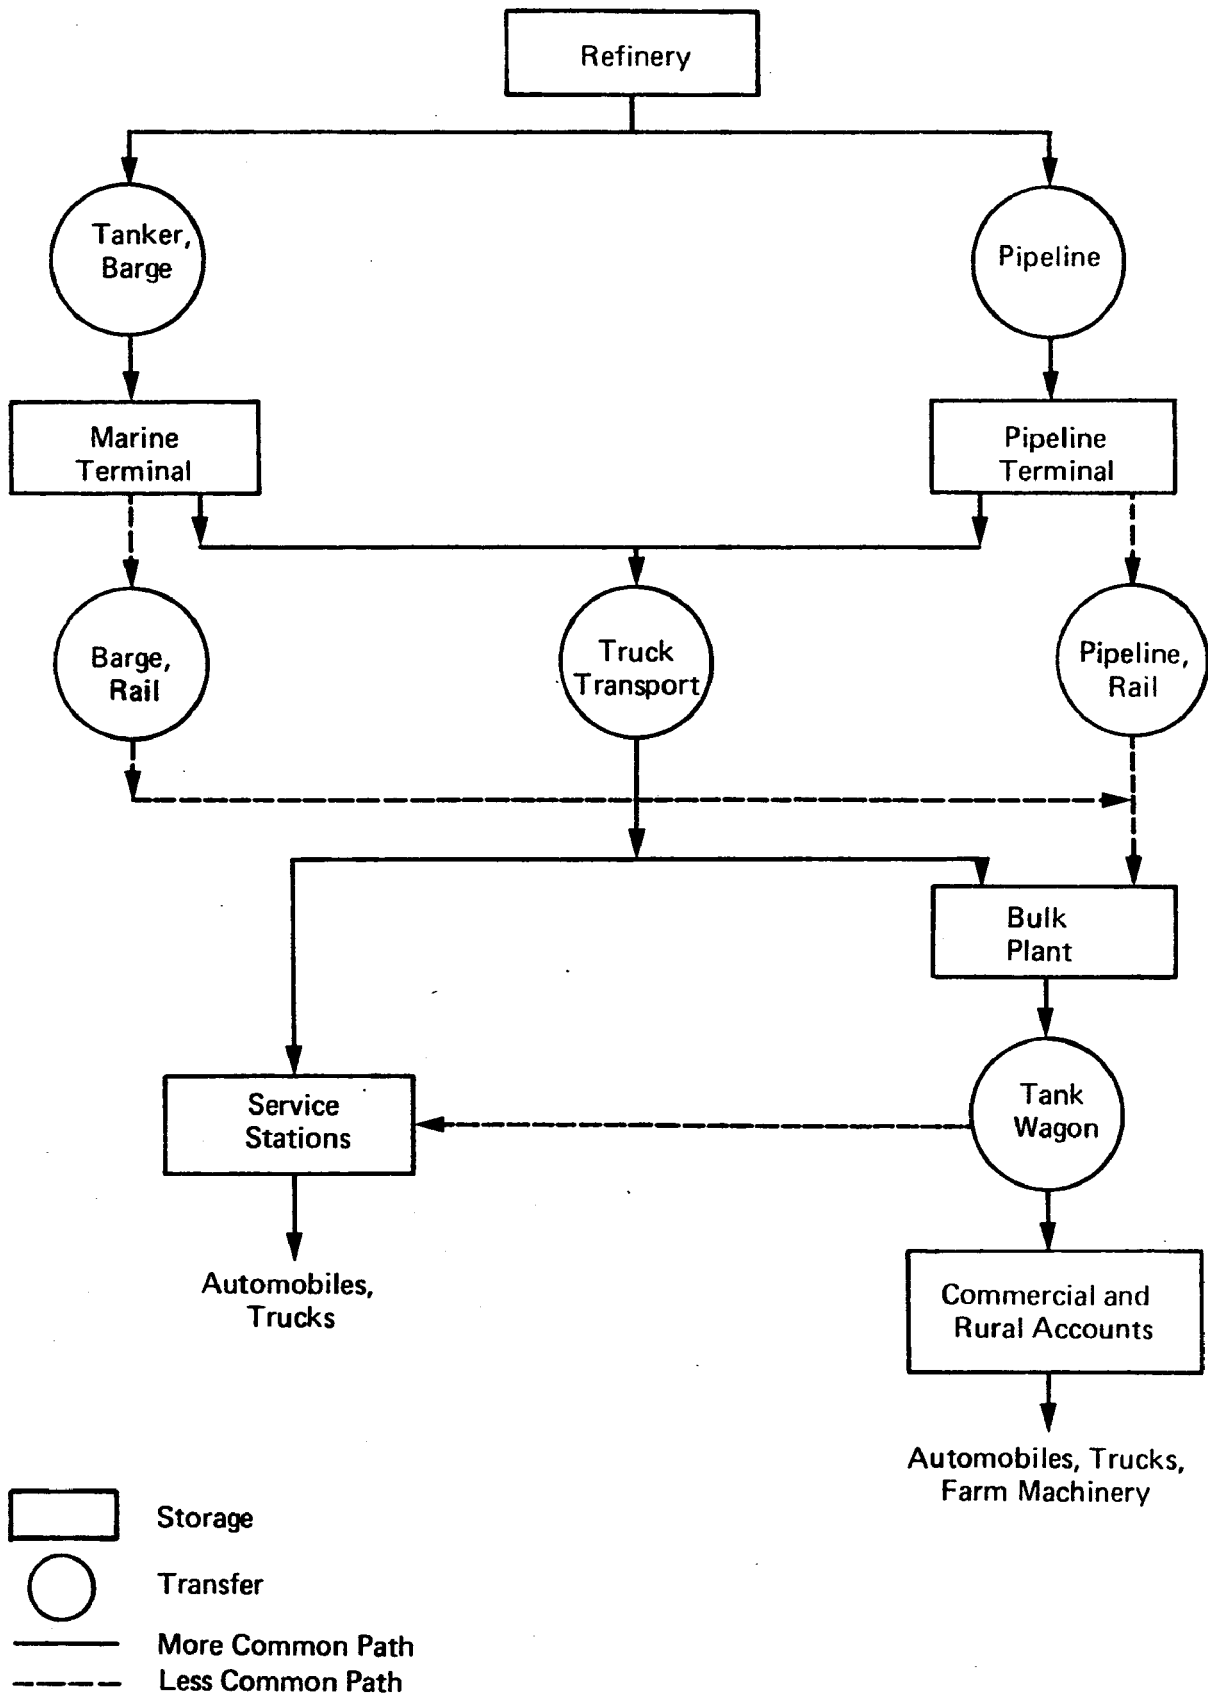 Refinery
Tanker,
Barge
Pipeline
Marine
Terminal
Pipeline
Terminal
Barge,
Rail
Truck
Transport
Pipeline,
Rail
Bulk
Plant
Service
Stations
Tank
Wagon
Automobiles,
Trucks
Commercial and
Rural Accounts
Automobiles, Trucks,
Farm Machinery
Storage
Transfer
More Common Path
Less Common Path